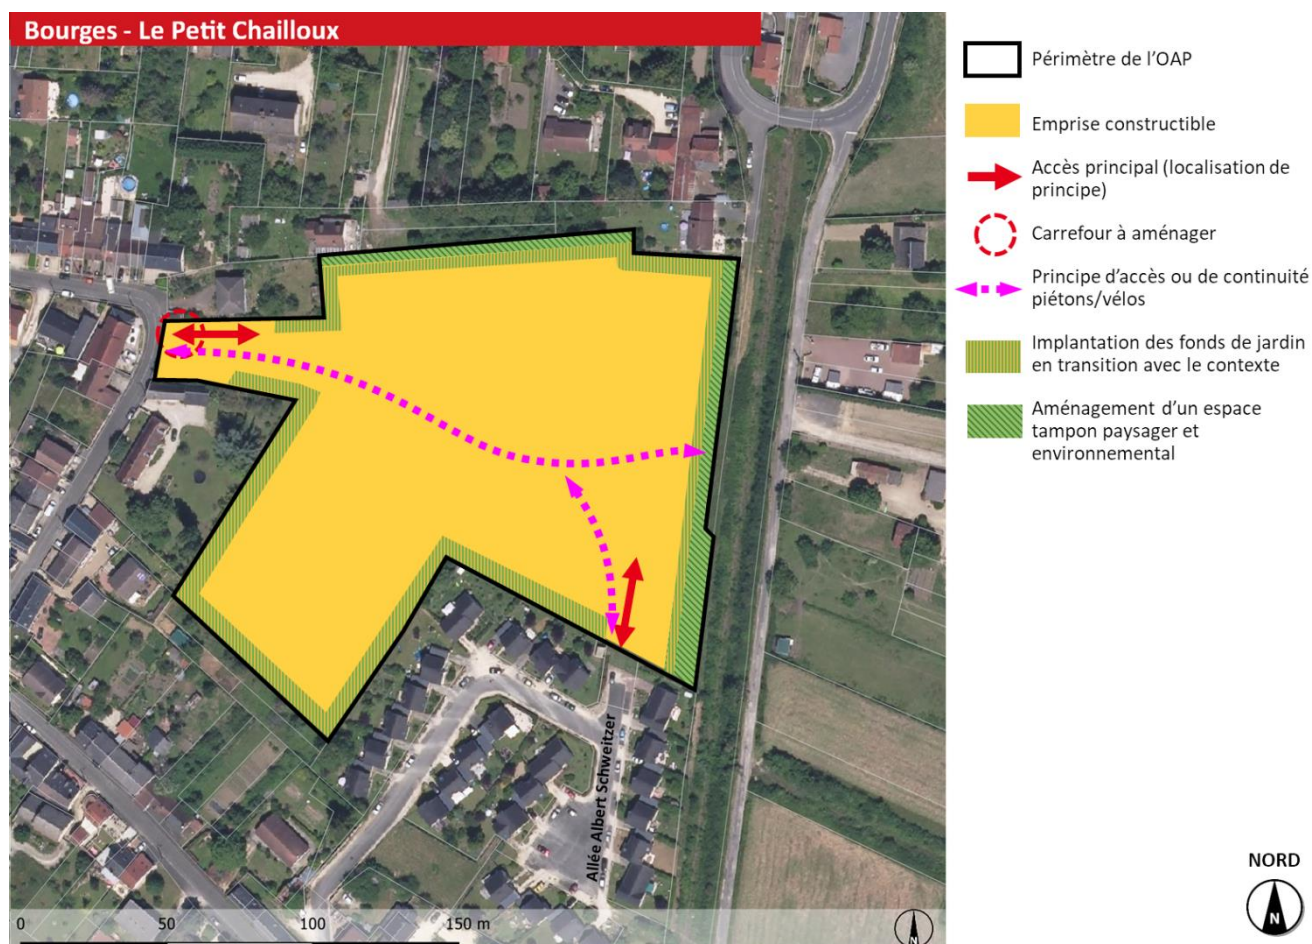 Bourges - Le Petit Chailloux
Périmètre de l'OAP
Emprise constructible
Accès principal (localisation de
principe)
Carrefour à aménager
Principe d'accès ou de continuité
piétons/vélos
Implantation des fonds de jardin
en transition avec le contexte
Aménagement d'un espace
tampon paysager et
environnemental
Allée Albert Schweitzer
0 50 100 150 m
N
NORD
N